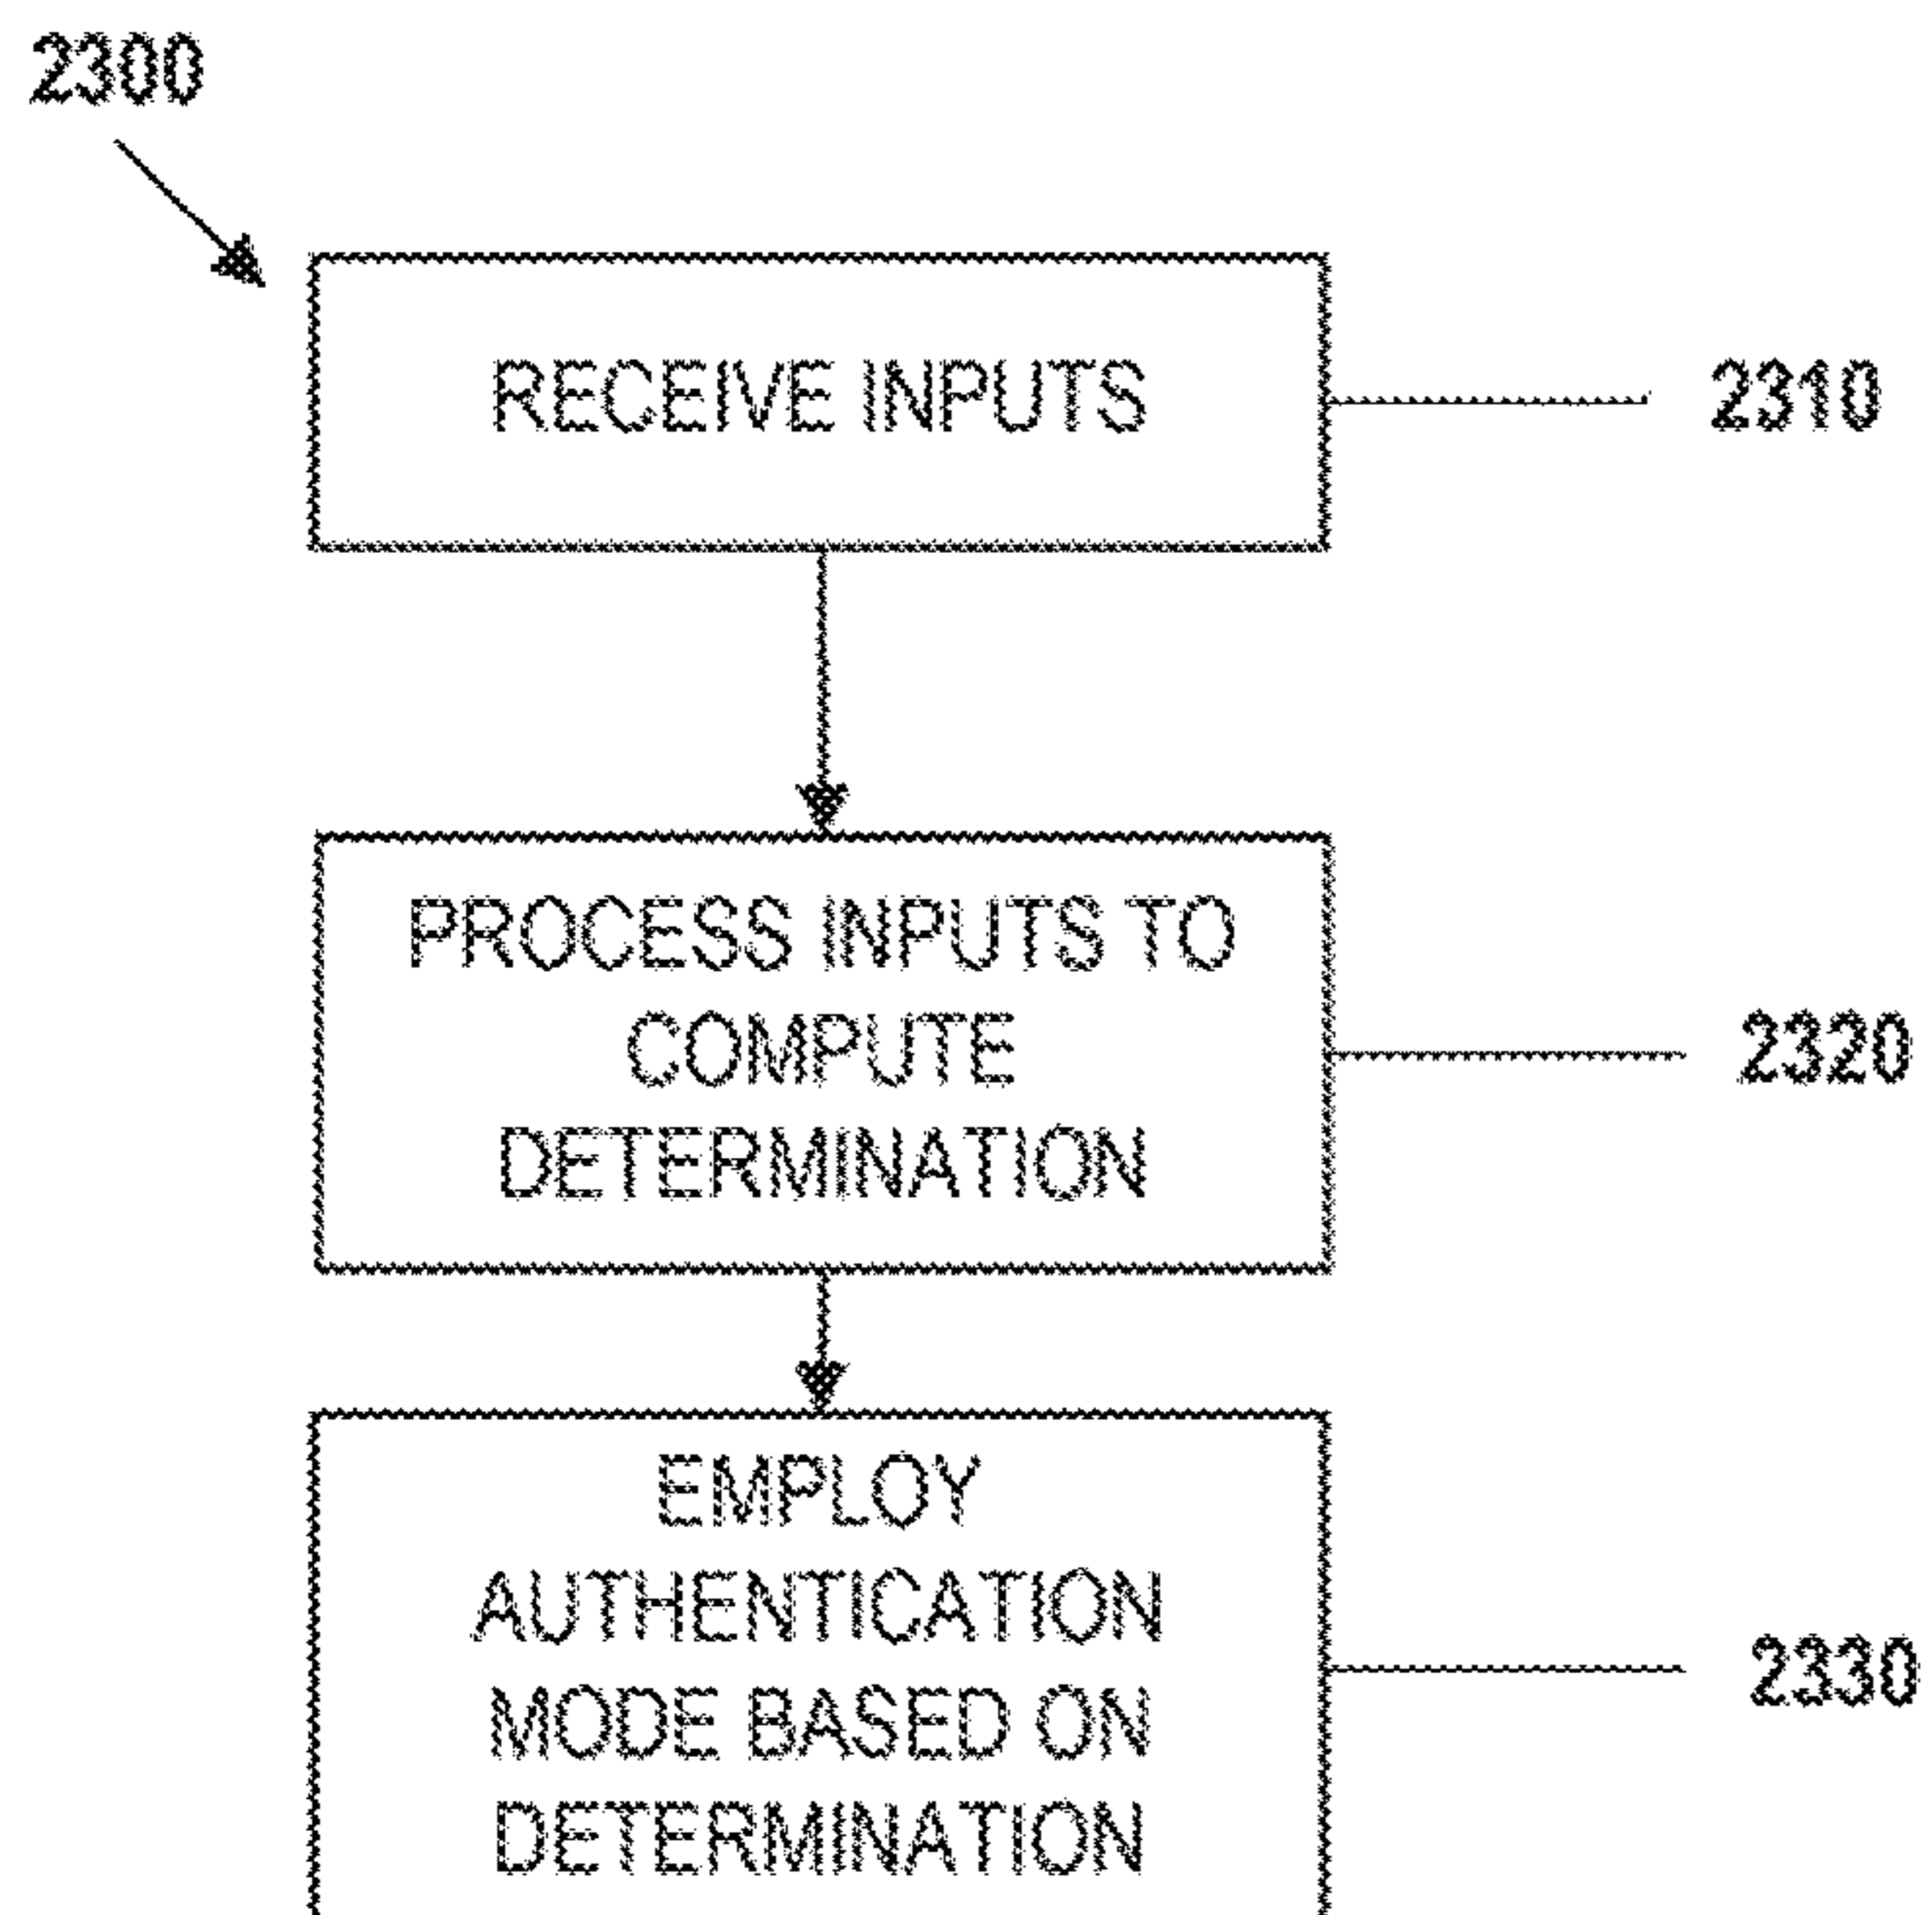 2300
RECEIVE INPUTS
2310
PROCESS INPUTS TO
COMPUTE
DETERMINATION
2320
EMPLOY
AUTHENTICATION
MODE BASED ON
DETERMINATION
2330